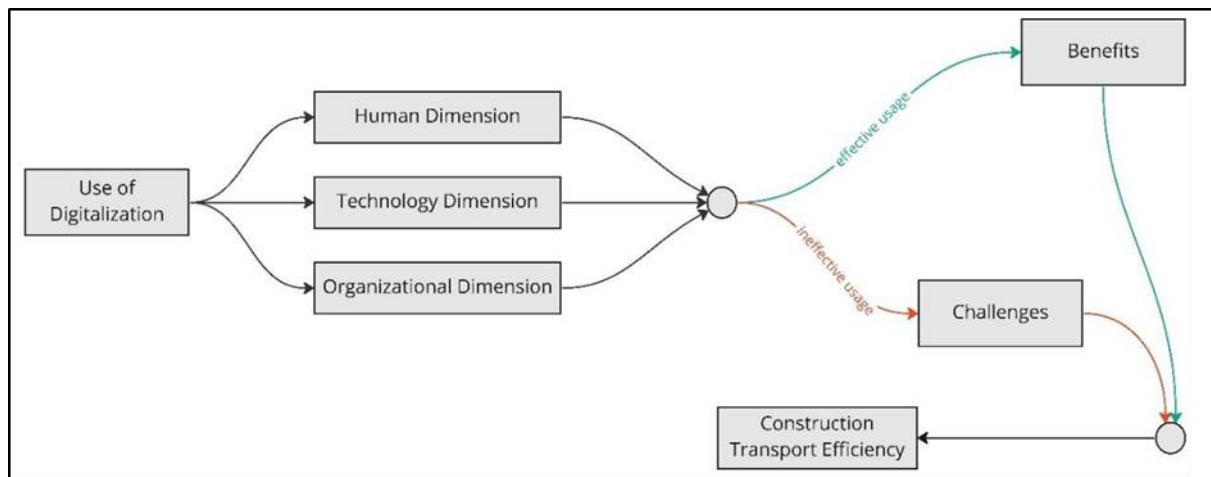 Use of
Digitalization
Human Dimension
Technology Dimension
Organizational Dimension
effective usage
ineffective usage
Benefits
Challenges
Construction
Transport Efficiency